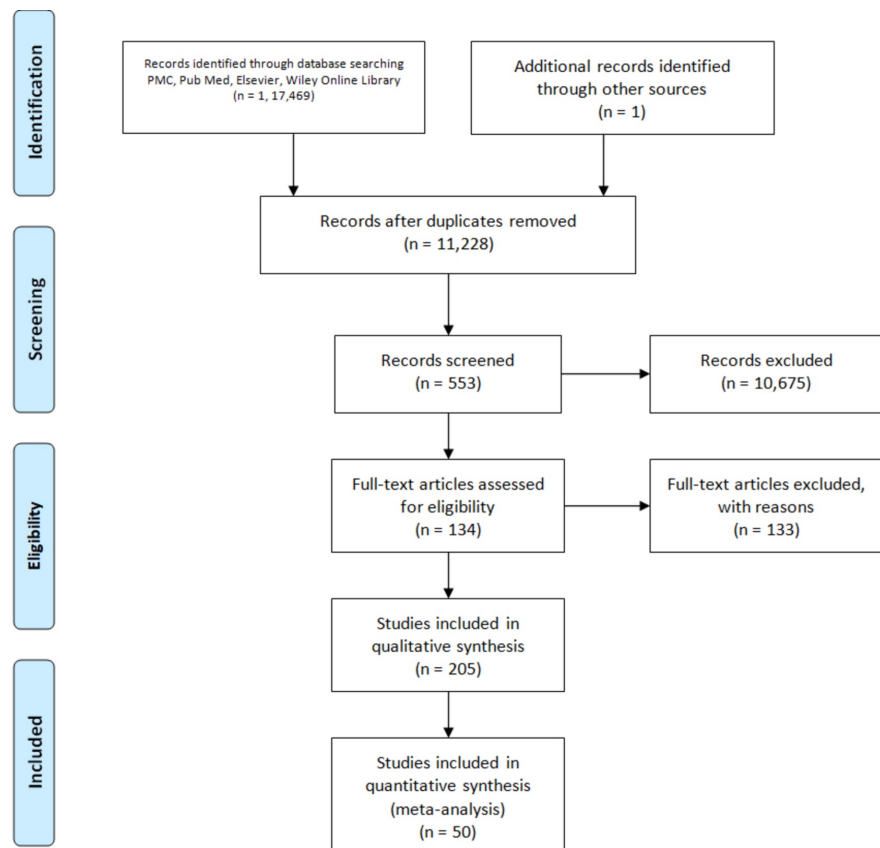 Identification
Records identified through database searching
PMC, Pub Med, Elsevier, Wiley Online Library
(n = 1, 17,469)
Additional records identified
through other sources
(n = 1)
Records after duplicates removed
(n = 11,228)
Screening
Records screened
(n = 553)
Records excluded
(n = 10,675)
Eligibility
Full-text articles assessed
for eligibility
(n = 134)
Full-text articles excluded,
with reasons
(n = 133)
Studies included in
qualitative synthesis
(n = 205)
Included
Studies included in
quantitative synthesis
(meta-analysis)
(n = 50)